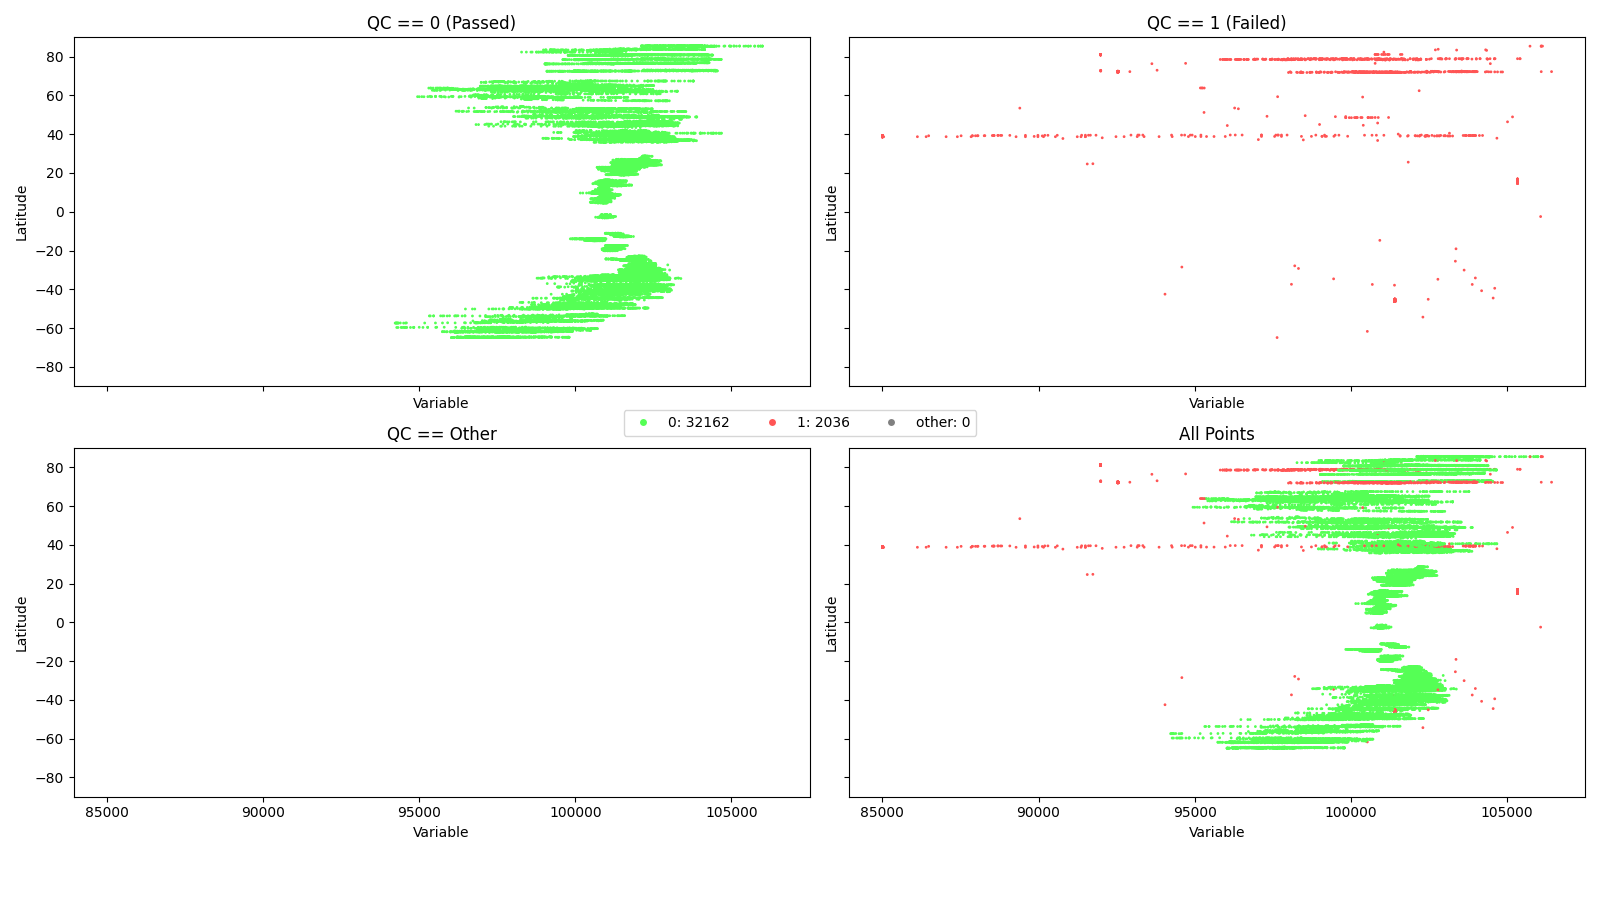 QC == 0 (Passed)
QC == 1 (Failed)
80
60
40
20
0
−20
−40
−60
−80
Latitude
Latitude
Variable
Variable
0: 32162 1: 2036 other: 0
QC == Other
All Points
80
60
40
20
0
−20
−40
−60
−80
Latitude
Latitude
85000 90000 95000 100000 105000
85000 90000 95000 100000 105000
Variable
Variable